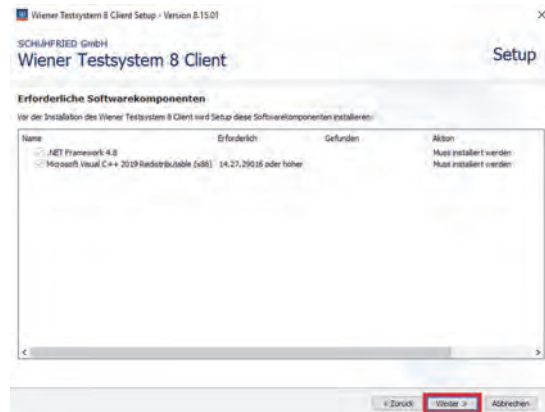 Wiener Testsystem 8 Client Setup - Version 8.15.01
SCHUHFRIED GmbH
Wiener Testsystem 8 Client
Setup
Erforderliche Softwarekomponenten
Vor der Installation des Wiener Testsystem 8 Client wird Setup diese Softwarekomponenten installieren:
Name Erforderlich Gefunden Aktion
.NET Framework 4.8 Muss installiert werden
Microsoft Visual C++ 2019 Redistributable (x86) 14.27.29016 oder höher Muss installiert werden
< Zurück Weiter > Abbrechen